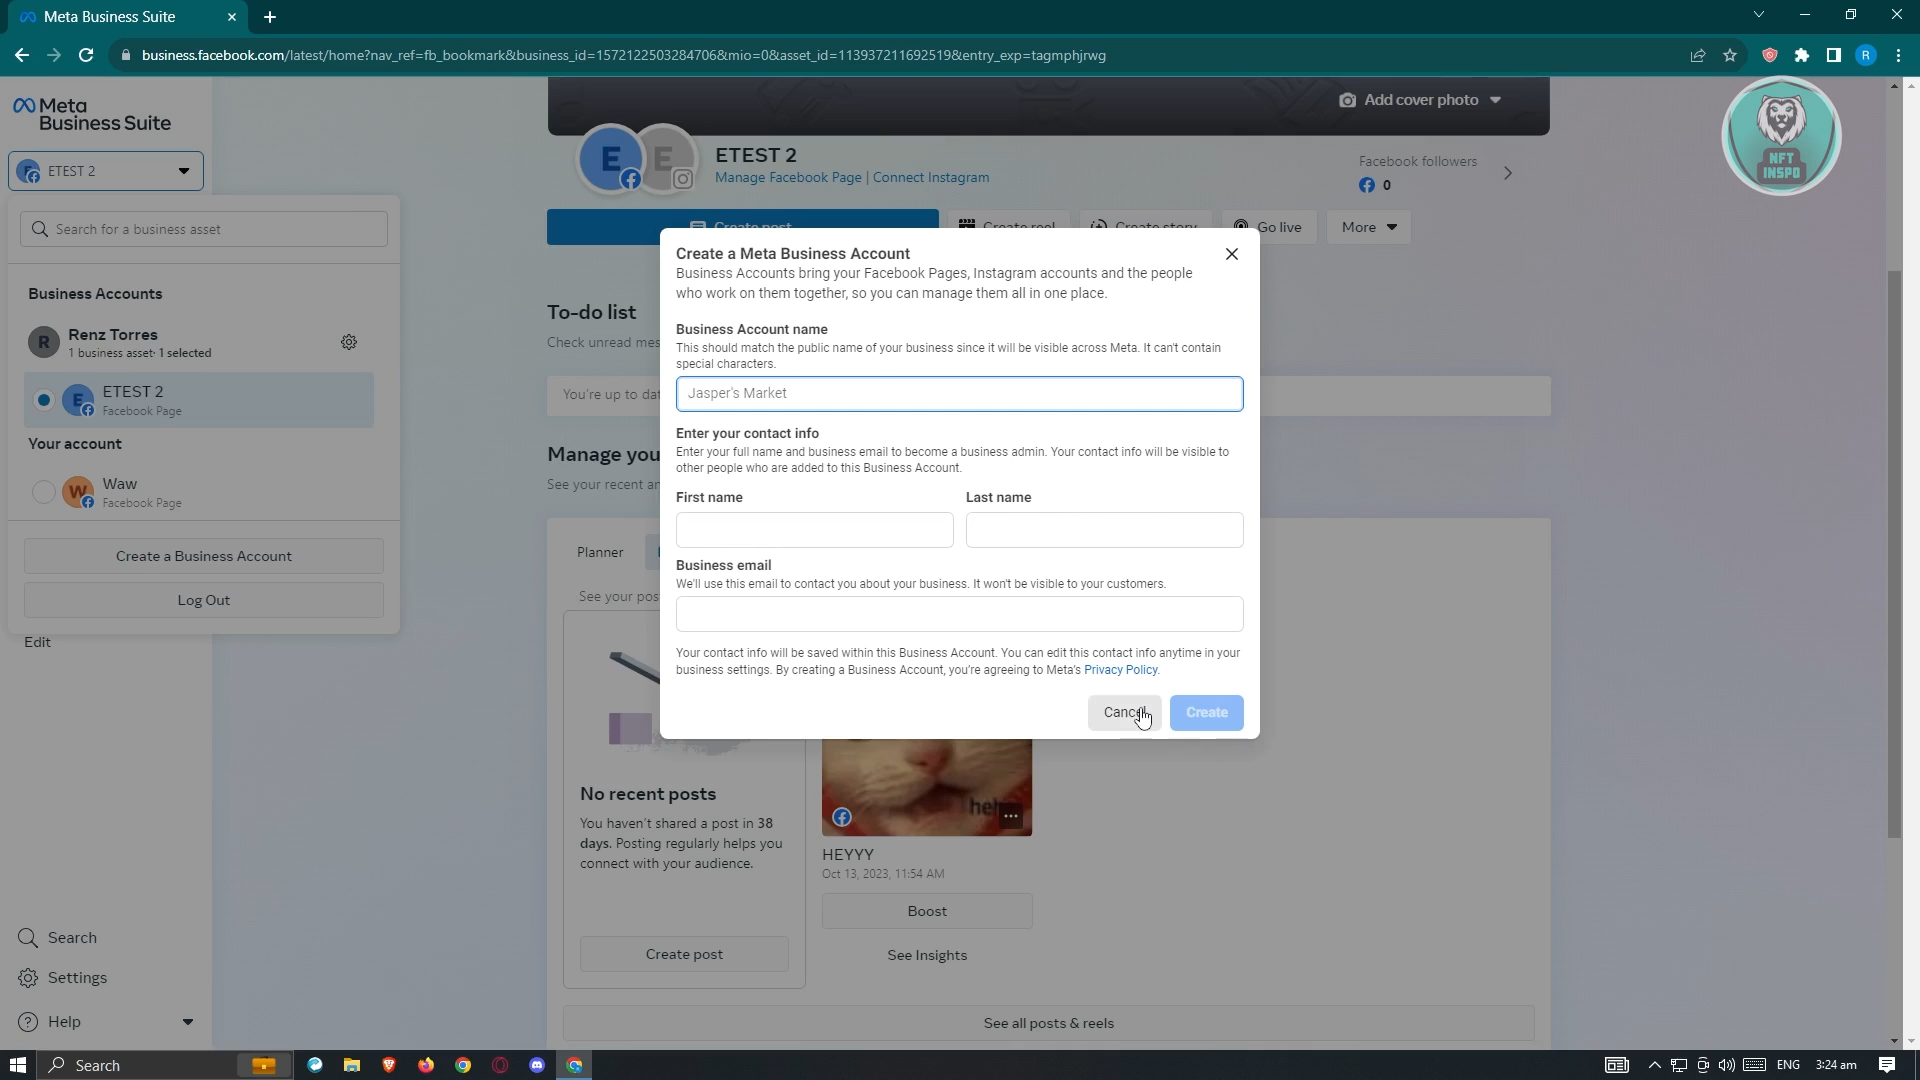 Meta Business Suite
business.facebook.com/latest/home?nav_ref=fb_bookmark&business_id=1572122503284706&mio=0&asset_id=113937211692519&entry_exp=tagmphjrwg
R
Meta
Business Suite
ETEST 2
Search for a business asset
Business Accounts
R
Renz Torres
1 business asset· 1 selected
E
ETEST 2
Facebook Page
Your account
W
Waw
Facebook Page
Create a Business Account
Log Out
Edit
Search
Settings
Help
Add cover photo
NFT
INSPO
E
E
ETEST 2
Manage Facebook Page | Connect Instagram
Facebook followers
0
Create post
Create reel
Create story
Go live
More
To-do list
Check unread mes
You're up to dat
Manage you
See your recent an
Planner
See your pos
Create a Meta Business Account
Business Accounts bring your Facebook Pages, Instagram accounts and the people
who work on them together, so you can manage them all in one place.
Business Account name
This should match the public name of your business since it will be visible across Meta. It can't contain
special characters.
Jasper's Market
Enter your contact info
Enter your full name and business email to become a business admin. Your contact info will be visible to
other people who are added to this Business Account.
First name
Last name
Business email
We'll use this email to contact you about your business. It won't be visible to your customers.
Your contact info will be saved within this Business Account. You can edit this contact info anytime in your
business settings. By creating a Business Account, you're agreeing to Meta's Privacy Policy.
Cancel
Create
No recent posts
You haven't shared a post in 38
days. Posting regularly helps you
connect with your audience.
Create post
HEYYY
Oct 13, 2023, 11:54 AM
Boost
See Insights
See all posts & reels
Search
ENG
3:24 am